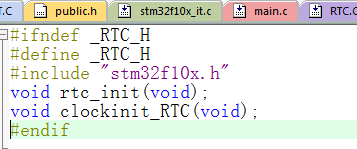 T.C public.h stm32f10x_it.c main.c RTC.
#ifndef _RTC_H
#define _RTC_H
#include "stm32f10x.h"
void rtc_init(void);
void clockinit_RTC(void);
#endif